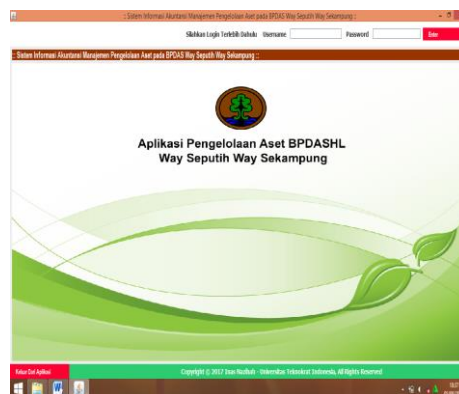 :: Sistem Informasi Akuntansi Manajemen Pengelolaan Aset pada BPDAS Way Seputih Way Sekampung ::
Silahkan Login Terlebih Dahulu Username Password Enter
:: Sistem Informasi Akuntansi Manajemen Pengelolaan Aset pada BPDAS Way Seputih Way Sekampung ::
Aplikasi Pengelolaan Aset BPDASHL
Way Seputih Way Sekampung
Keluar Dari Aplikasi
Copyright © 2017 Nazikah - Universitas Teknokrat Indonesia, All Rights Reserved